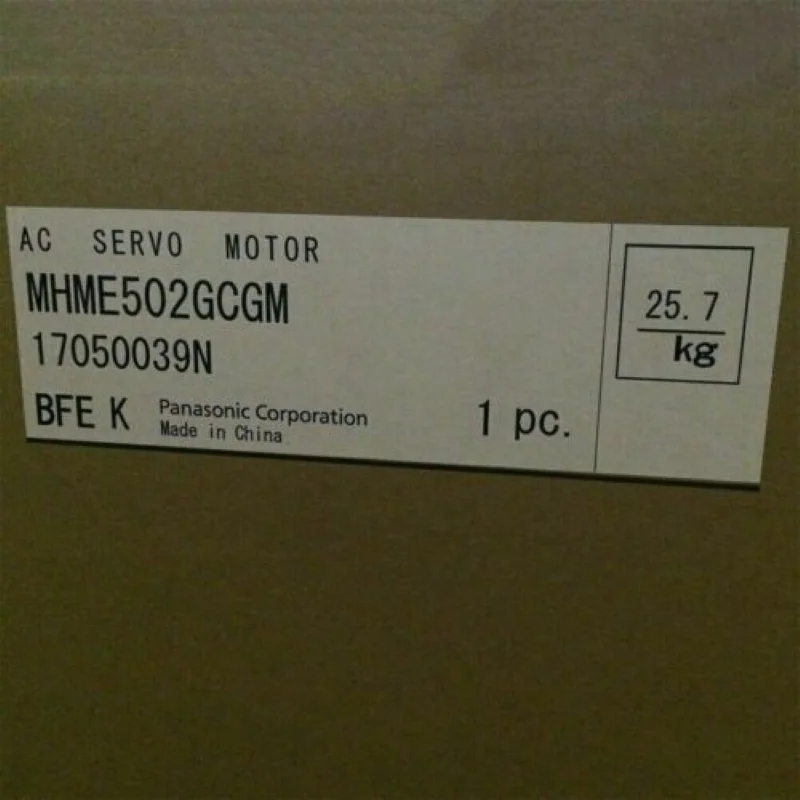 AC SERVO MOTOR
MHME502GCGM
17050039N
BFE K Panasonic Corporation
Made in China
1 pc.
25.7
kg